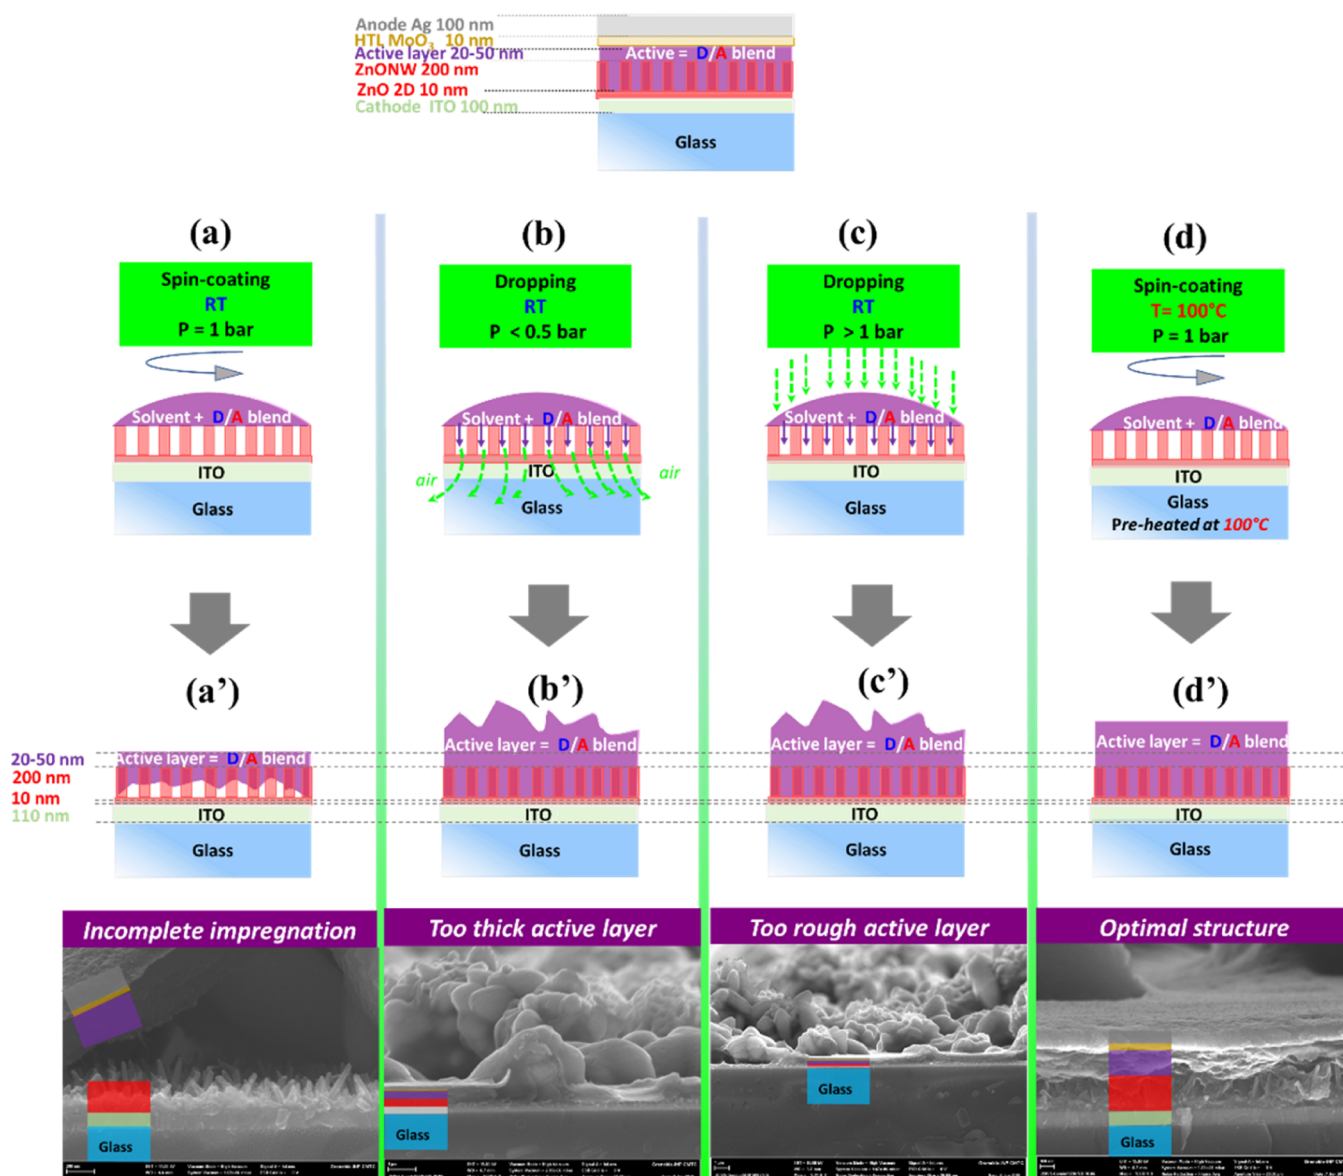 Anode Ag 100 nm
HTL MoO3 10 nm
Active layer 20-50 nm
Active = D/A blend
ZnONW 200 nm
ZnO 2D 10 nm
Cathode ITO 100 nm
Glass
(a)
(b)
(c)
(d)
Spin-coating
RT
P = 1 bar
Dropping
RT
P < 0.5 bar
Dropping
RT
P > 1 bar
Spin-coating
T= 100°C
P = 1 bar
Solvent + D/A blend
Solvent + D/A blend
Solvent + D/A blend
Solvent + D/A blend
ITO
ITO
ITO
ITO
air
air
Glass
Glass
Glass
Glass
Pre-heated at 100°C
(a’)
(b’)
(c’)
(d’)
20-50 nm
200 nm
10 nm
110 nm
Active layer = D/A blend
Active layer = D/A blend
Active layer = D/A blend
Active layer = D/A blend
ITO
ITO
ITO
ITO
Glass
Glass
Glass
Glass
Incomplete impregnation
Too thick active layer
Too rough active layer
Optimal structure
Glass
Glass
Glass
Glass